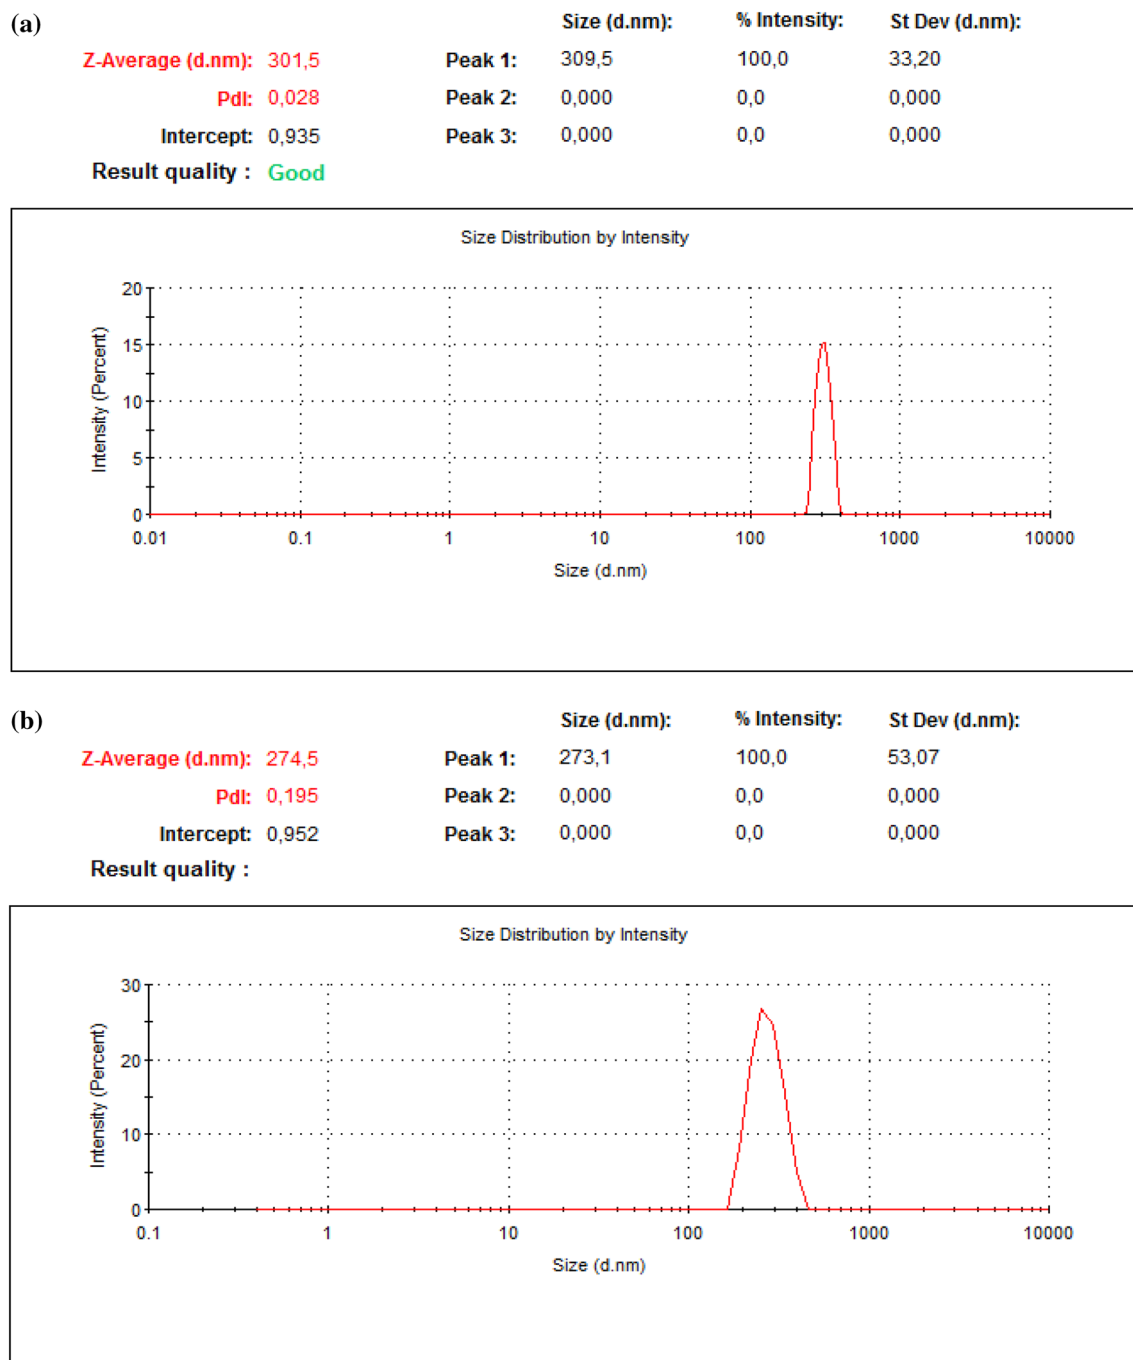 (a)
Size (d.nm): % Intensity: St Dev (d.nm):
Z-Average (d.nm): 301,5 Peak 1: 309,5 100,0 33,20
PdI: 0,028 Peak 2: 0,000 0,0 0,000
Intercept: 0,935 Peak 3: 0,000 0,0 0,000
Result quality : Good
Size Distribution by Intensity
Intensity (Percent)
20
15
10
5
0
0.01 0.1 1 10 100 1000 10000
Size (d.nm)
(b)
Size (d.nm): % Intensity: St Dev (d.nm):
Z-Average (d.nm): 274,5 Peak 1: 273,1 100,0 53,07
PdI: 0,195 Peak 2: 0,000 0,0 0,000
Intercept: 0,952 Peak 3: 0,000 0,0 0,000
Result quality :
Size Distribution by Intensity
Intensity (Percent)
30
20
10
0
0.1 1 10 100 1000 10000
Size (d.nm)